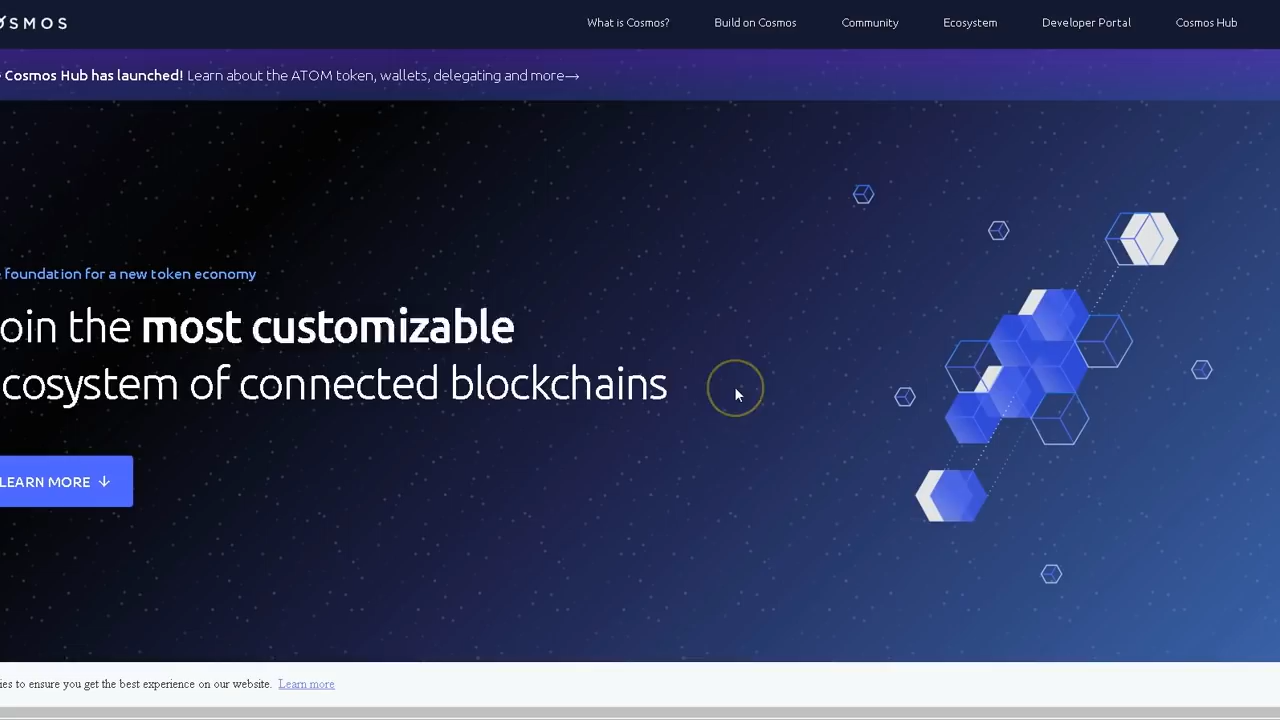 OSMOS
What is Cosmos?
Build on Cosmos
Community
Ecosystem
Developer Portal
Cosmos Hub
Cosmos Hub has launched! Learn about the ATOM token, wallets, delegating and more→
foundation for a new token economy
oin the most customizable
cosystem of connected blockchains
LEARN MORE ↓
ies to ensure you get the best experience on our website. Learn more